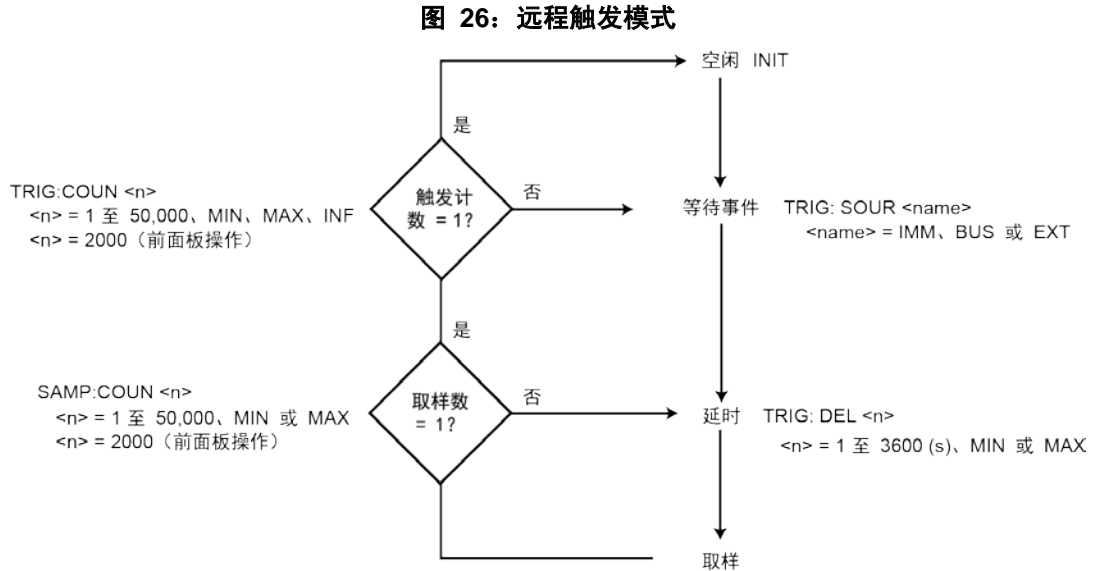 图 26：远程触发模式
空闲 INIT
是
TRIG:COUN <n>
<n> = 1 至 50,000、MIN、MAX、INF
<n> = 2000（前面板操作）
触发计
数 = 1?
否
等待事件
TRIG: SOUR <name>
<name> = IMM、BUS 或 EXT
是
SAMP:COUN <n>
<n> = 1 至 50,000、MIN 或 MAX
<n> = 2000（前面板操作）
取样数
= 1?
否
延时
TRIG: DEL <n>
<n> = 1 至 3600 (s)、MIN 或 MAX
取样